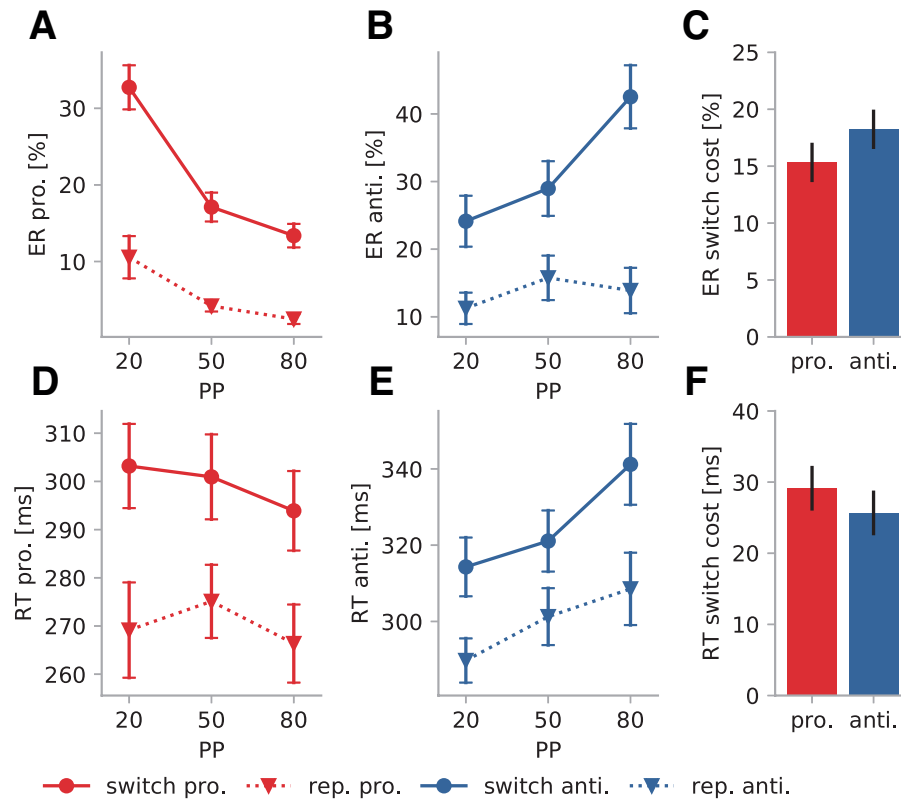 A
ER pro. [%]
30
20
10
20 50 80
PP
B
ER anti. [%]
40
30
20
10
20 50 80
PP
C
ER switch cost [%]
25
20
15
10
5
0
pro. anti.
D
RT pro. [ms]
310
300
290
280
270
260
20 50 80
PP
E
RT anti. [ms]
340
320
300
20 50 80
PP
F
RT switch cost [ms]
40
30
20
10
0
pro. anti.
switch pro. rep. pro. switch anti. rep. anti.